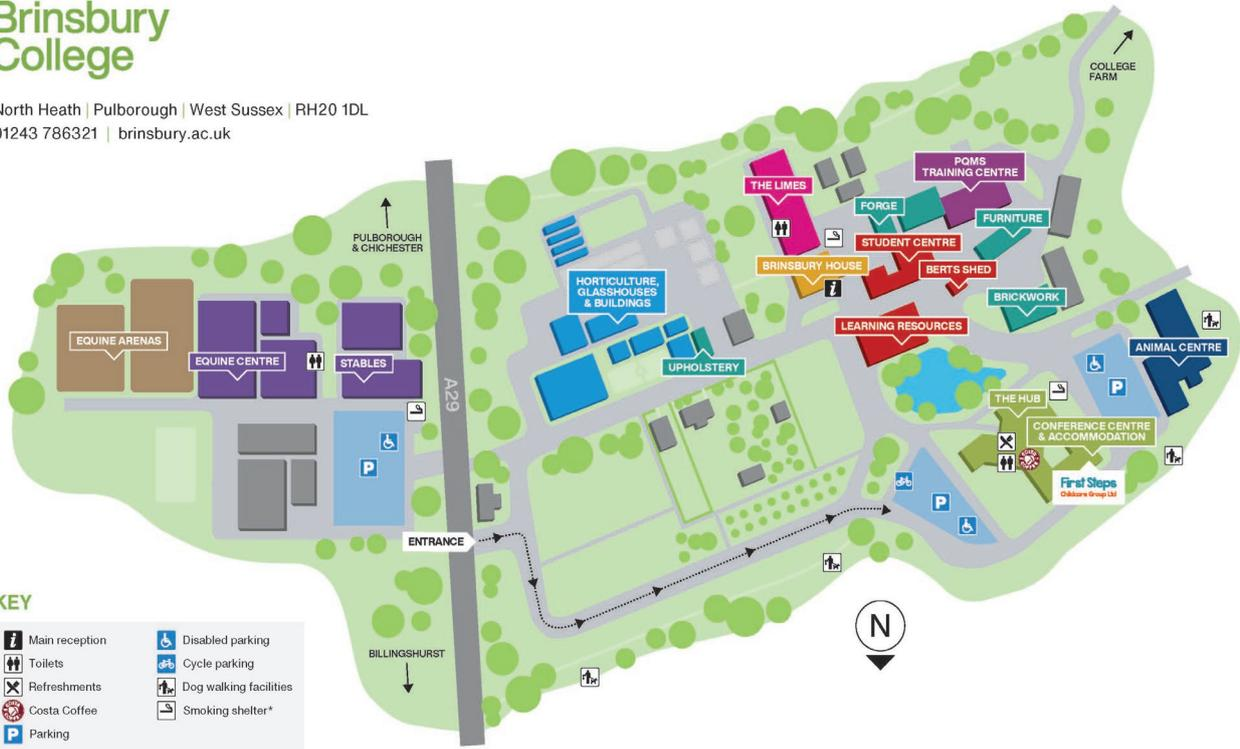 Brinsbury
College
North Heath | Pulborough | West Sussex | RH20 1DL
01243 786321 | brinsbury.ac.uk
COLLEGE
FARM
PULBOROUGH
& CHICHESTER
THE LIMES
PQMS
TRAINING CENTRE
FORGE
FURNITURE
STUDENT CENTRE
BRINSBURY HOUSE
BERTS SHED
i
HORTICULTURE,
GLASSHOUSES
& BUILDINGS
BRICKWORK
LEARNING RESOURCES
EQUINE ARENAS
EQUINE CENTRE
STABLES
UPHOLSTERY
ANIMAL CENTRE
A29
P
THE HUB
CONFERENCE CENTRE
& ACCOMMODATION
COSTA
First Steps
Childcare Group Ltd
P
P
ENTRANCE
N
BILLINGSHURST
KEY
i Main reception
Toilets
Refreshments
COSTA Costa Coffee
P Parking
Disabled parking
Cycle parking
Dog walking facilities
Smoking shelter*